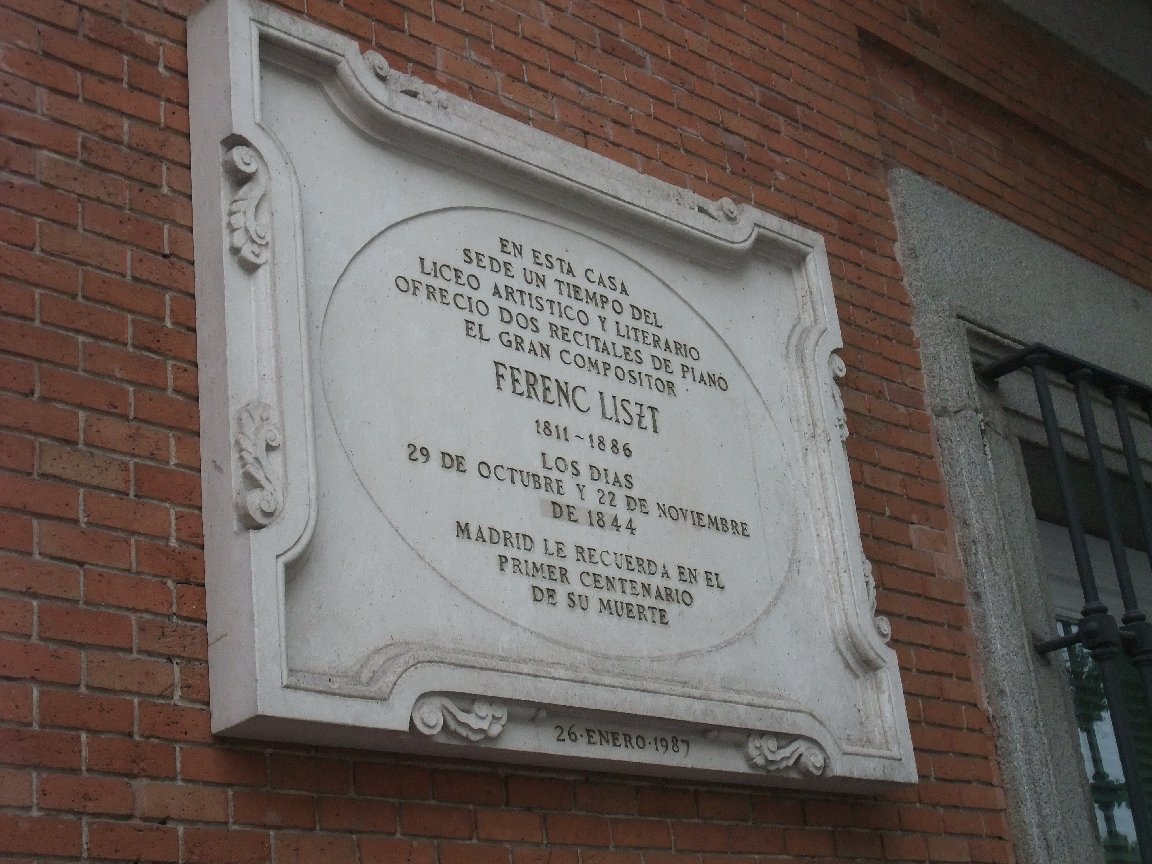 EN ESTA CASA
SEDE UN TIEMPO DEL
LICEO ARTISTICO Y LITERARIO
OFRECIO DOS RECITALES DE PIANO
EL GRAN COMPOSITOR
FERENC LISZT
1811-1886
LOS DIAS
29 DE OCTUBRE Y 22 DE NOVIEMBRE
DE 1844
MADRID LE RECUERDA EN EL
PRIMER CENTENARIO
DE SU MUERTE
26·ENERO·1987